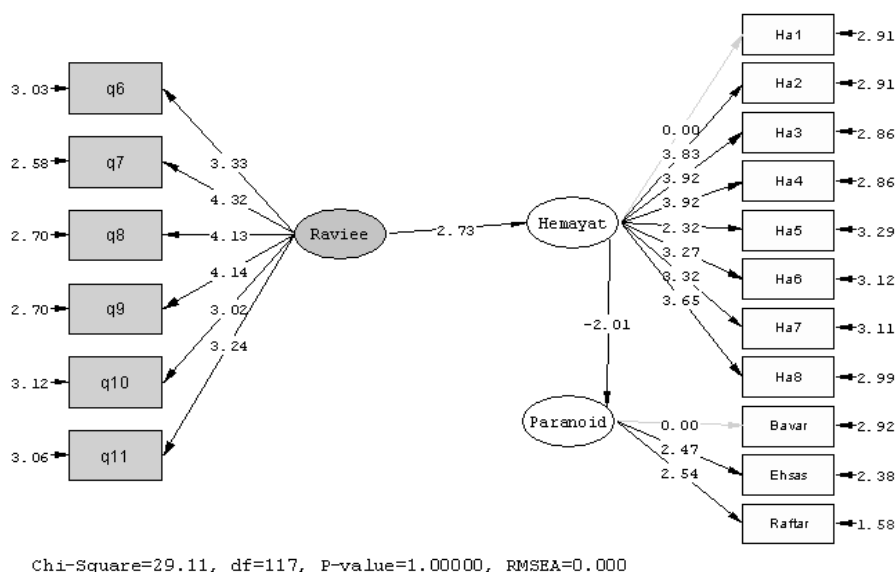 3.03
q6
2.58
q7
2.70
q8
2.70
q9
3.12
q10
3.06
q11
3.33
4.32
4.13
4.14
3.02
3.24
Raviee
2.73
Hemayat
0.00
3.83
3.92
3.92
2.32
3.27
3.32
3.65
-2.01
Paranoid
0.00
2.47
2.54
Ha1
2.91
Ha2
2.91
Ha3
2.86
Ha4
2.86
Ha5
3.29
Ha6
3.12
Ha7
3.11
Ha8
2.99
Bavar
2.92
Ehsas
2.38
Raftar
1.58
Chi-Square=29.11, df=117, P-value=1.00000, RMSEA=0.000